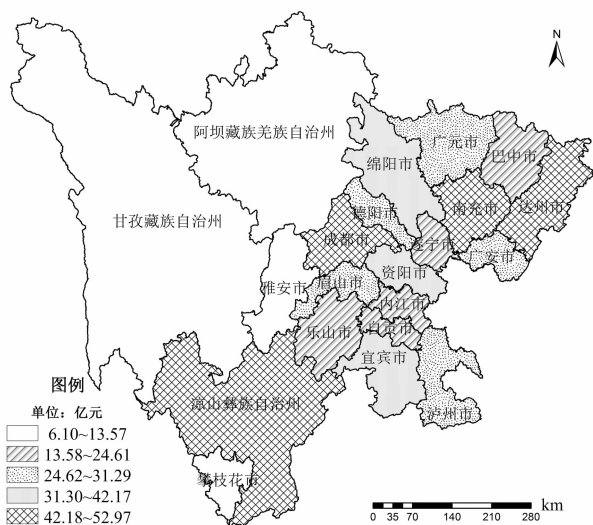 N
阿坝藏族羌族自治州
广元市
巴中市
绵阳市
甘孜藏族自治州
德阳市
南充市
达州市
成都市
遂宁市
广安市
资阳市
雅安市
眉山市
内江市
乐山市
自贡市
宜宾市
图例
凉山彝族自治州
泸州市
单位：亿元
6.10~13.57
13.58~24.61
攀枝花市
24.62~31.29
31.30~42.17
42.18~52.97
km
0 35 70 140 210 280